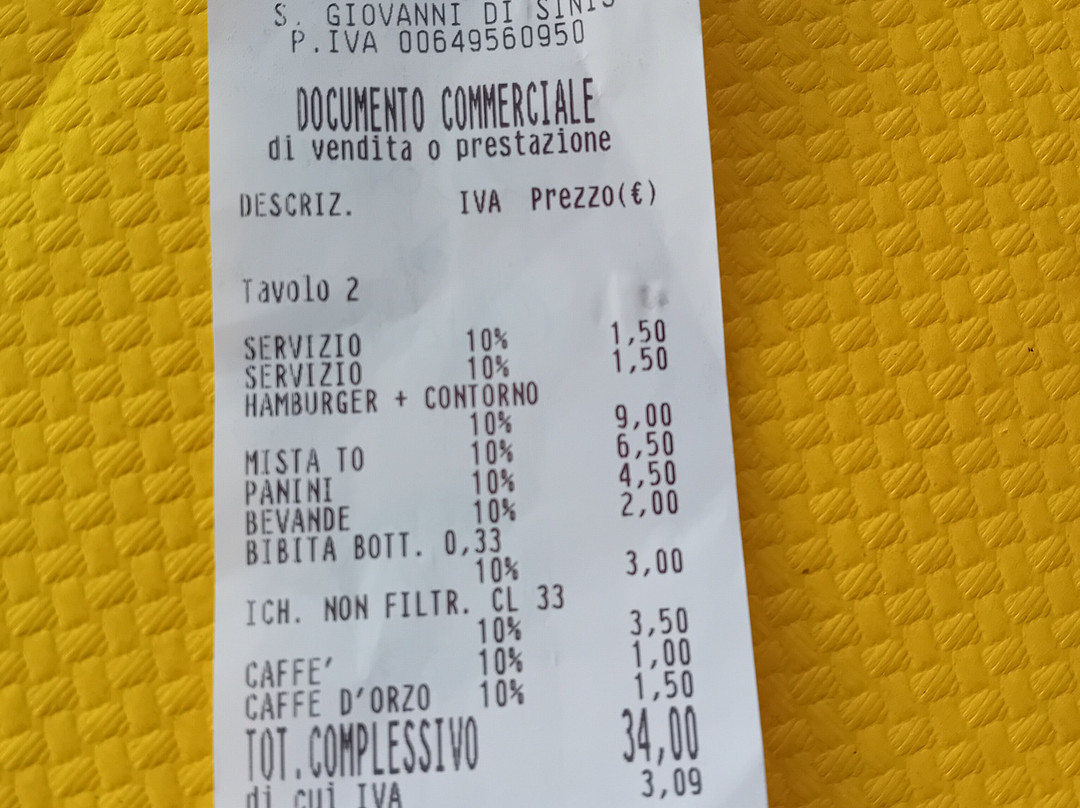 S. GIOVANNI DI SINIS
P.IVA 00649560950
DOCUMENTO COMMERCIALE
di vendita o prestazione
DESCRIZ. IVA Prezzo(€)
Tavolo 2
SERVIZIO 10% 1,50
SERVIZIO 10% 1,50
HAMBURGER + CONTORNO
10% 9,00
MISTA TO 10% 6,50
PANINI 10% 4,50
BEVANDE 10% 2,00
BIBITA BOTT. 0,33
10% 3,00
ICH. NON FILTR. CL 33
10% 3,50
CAFFE' 10% 1,00
CAFFE D'ORZO 10% 1,50
TOT.COMPLESSIVO 34,00
di cui IVA 3,09